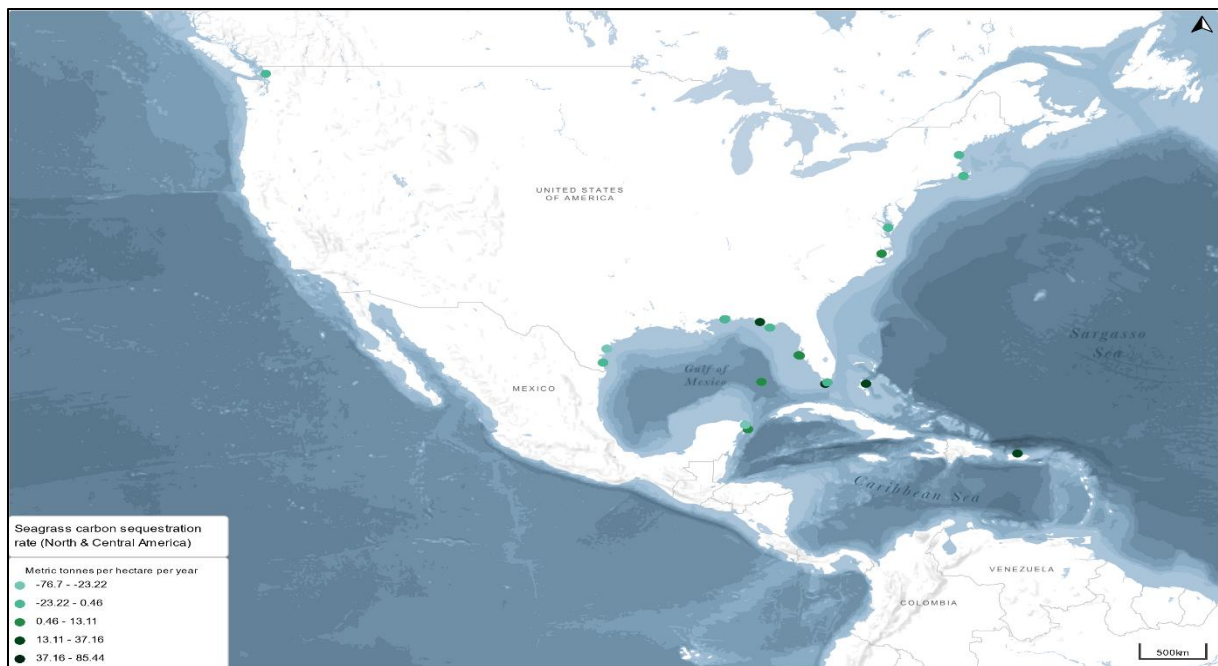 UNITED STATES
OF AMERICA
Sargasso
Sea
Gulf of
Mexico
MEXICO
Caribbean Sea
VENEZUELA
COLOMBIA
Seagrass carbon sequestration
rate (North & Central America)
Metric tonnes per hectare per year
-76.7 - -23.22
-23.22 - 0.46
0.46 - 13.11
13.11 - 37.16
37.16 - 85.44
500km